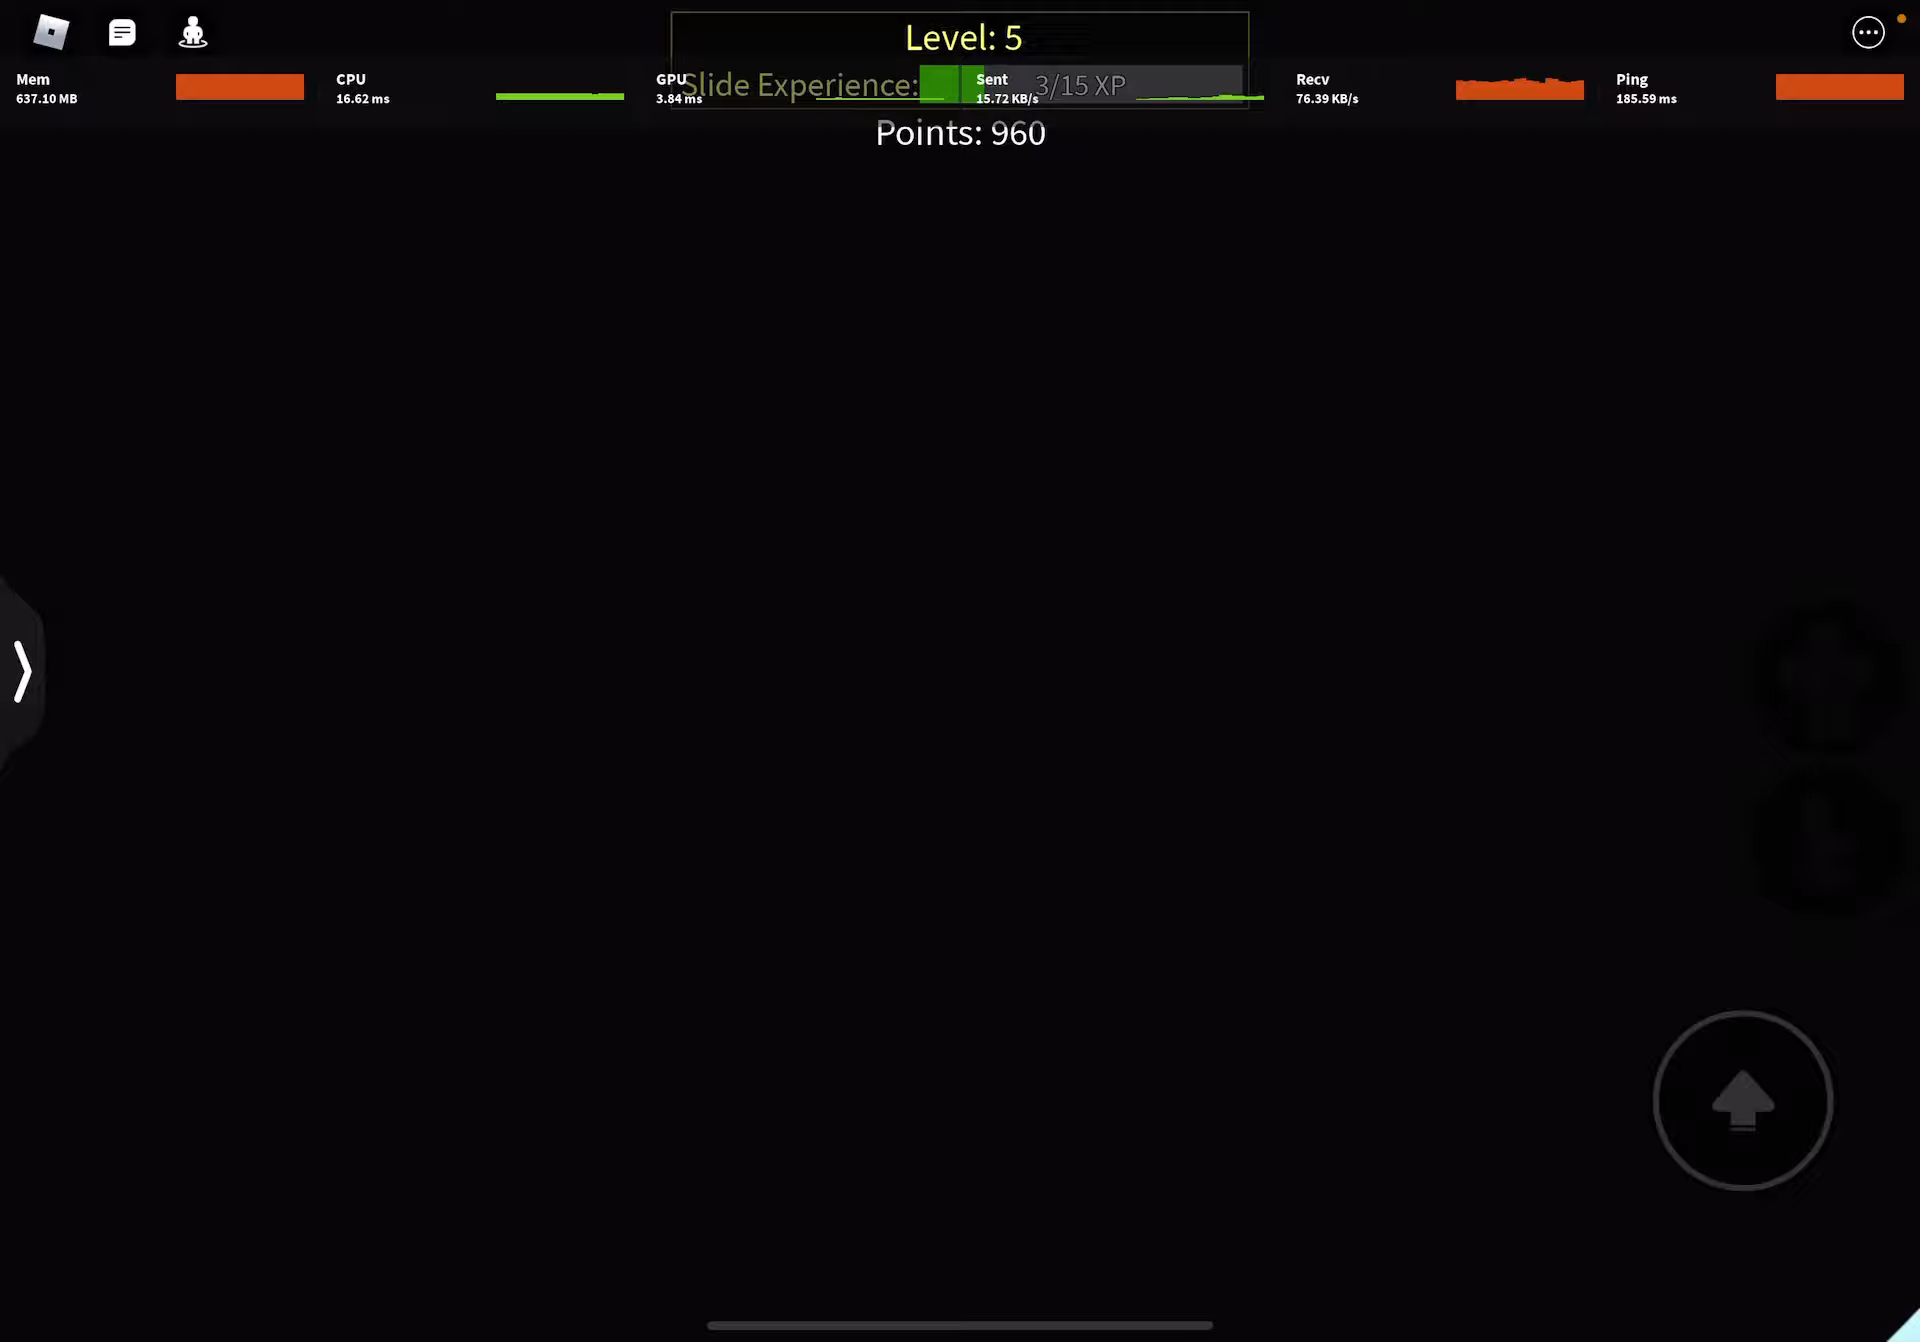 Level: 5
Mem
637.10 MB
CPU
16.62 ms
GPU
3.84 ms
Slide Experience:
Sent
15.72 KB/s
3/15 XP
Recv
76.39 KB/s
Ping
185.59 ms
Points: 960